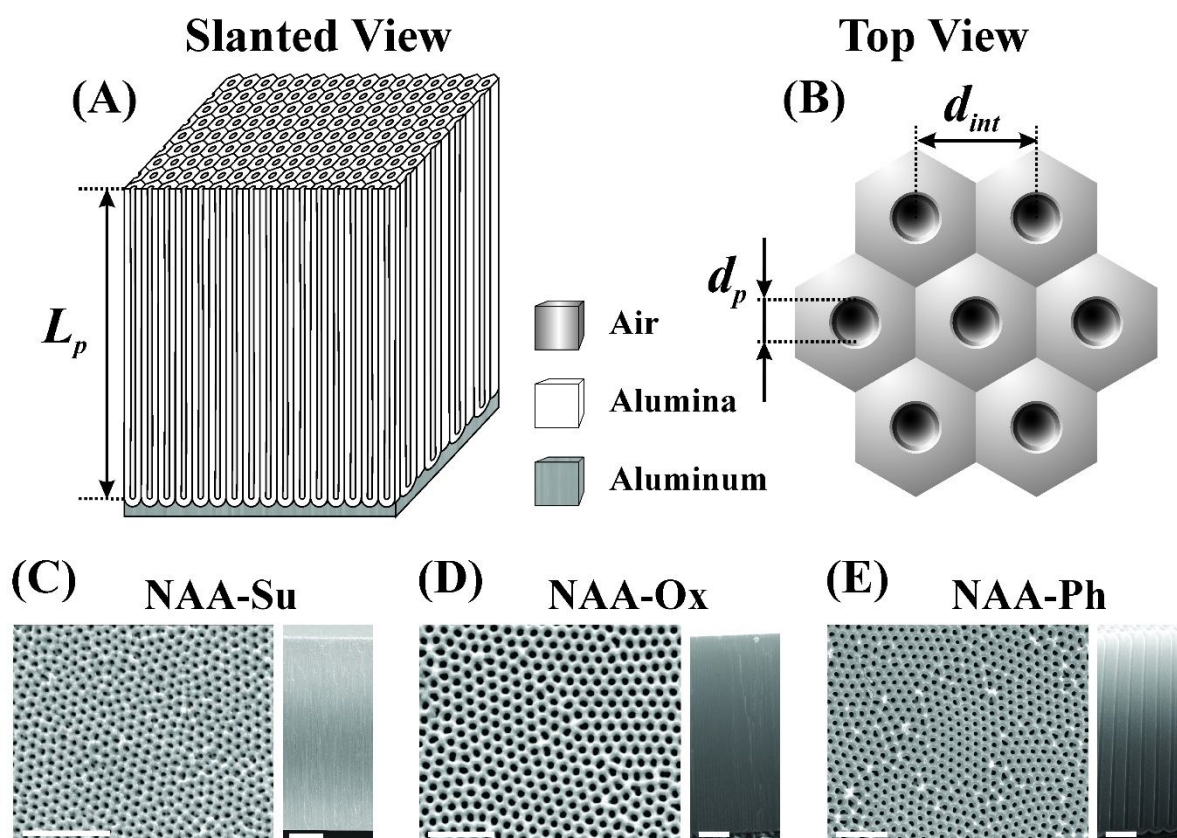 Slanted View
Top View
(A)
L_p
Air
Alumina
Aluminum
(B)
d_int
d_p
(C)
NAA-Su
(D)
NAA-Ox
(E)
NAA-Ph